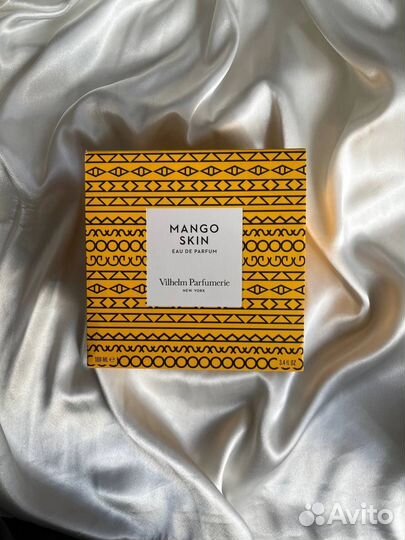 MANGO
SKIN
EAU DE PARFUM
Vilhelm Parfumerie
NEW YORK
100 ML ℮
3.4 fl. OZ
Avito